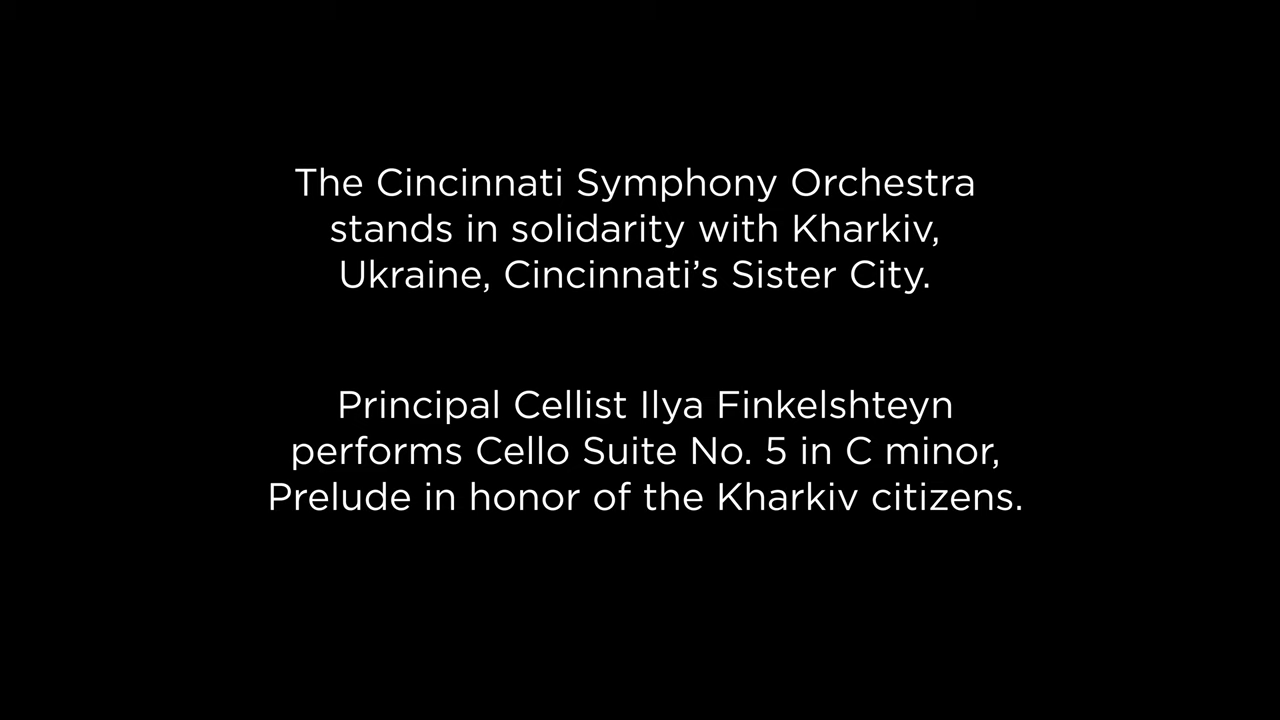 The Cincinnati Symphony Orchestra
stands in solidarity with Kharkiv,
Ukraine, Cincinnati’s Sister City.
Principal Cellist Ilya Finkelshteyn
performs Cello Suite No. 5 in C minor,
Prelude in honor of the Kharkiv citizens.